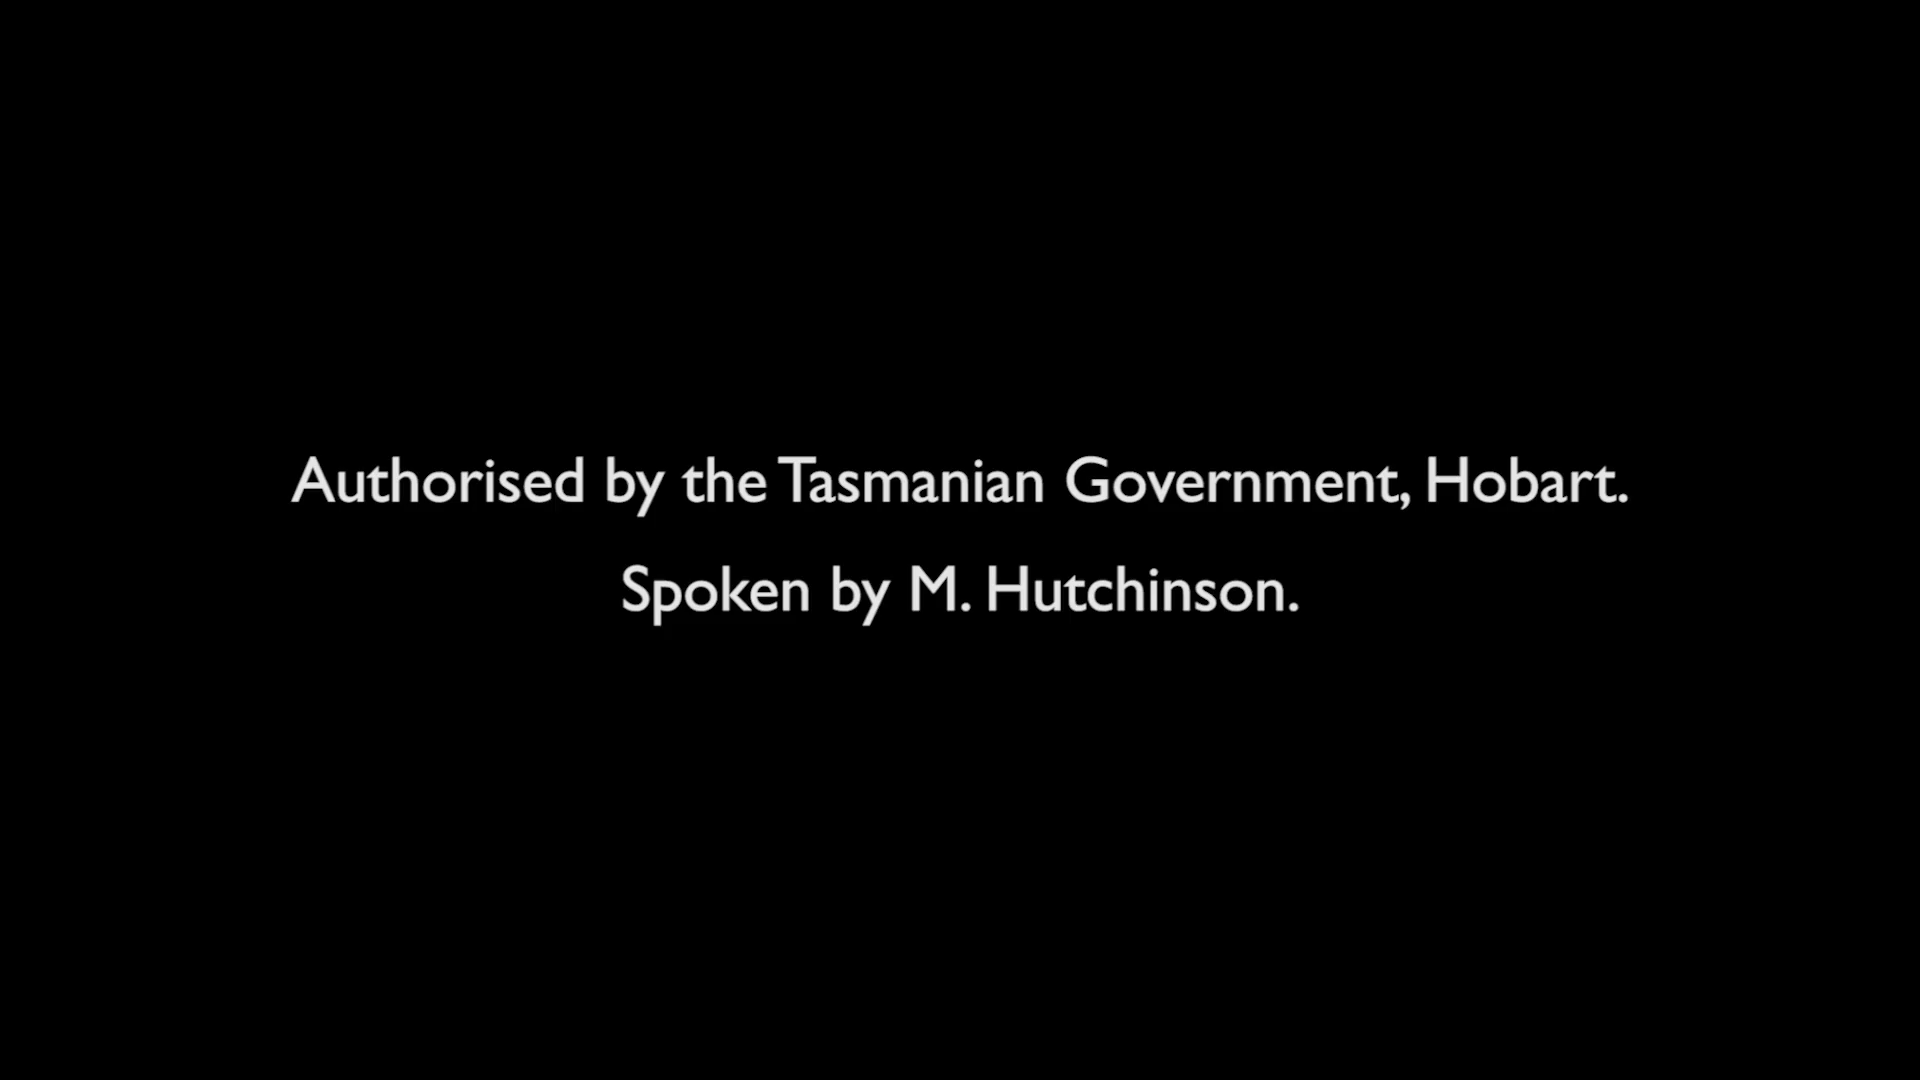 Authorised by the Tasmanian Government, Hobart.
Spoken by M. Hutchinson.